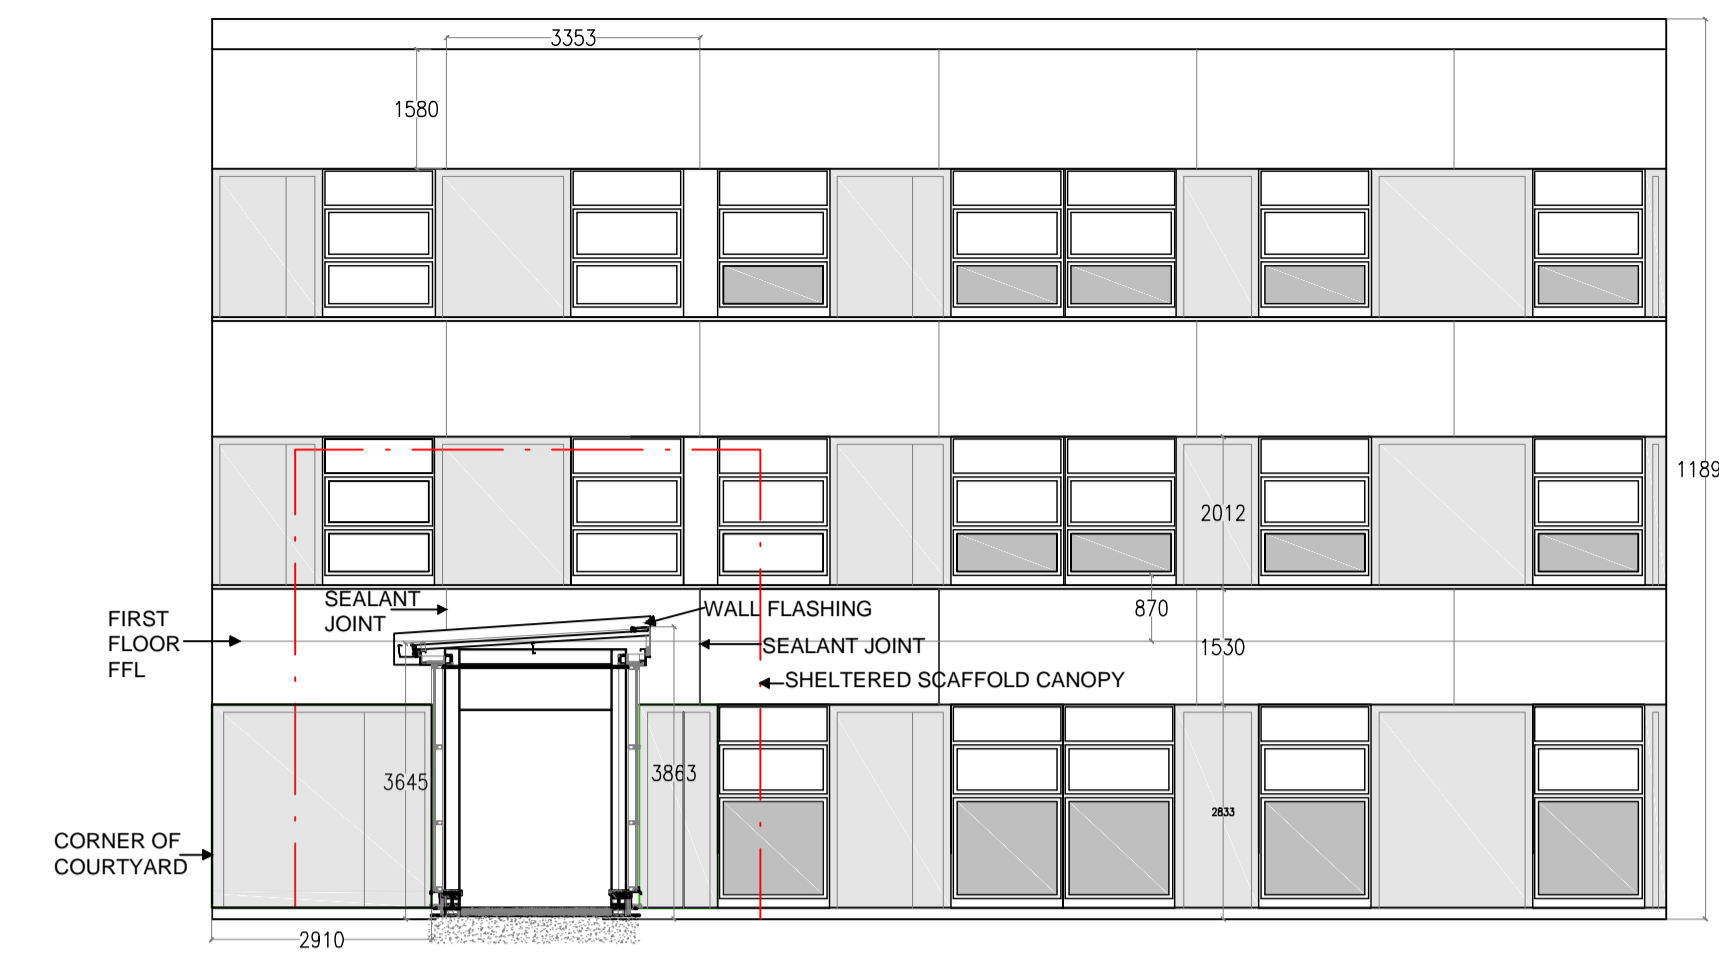 3353
1580
1189
2012
SEALANT
JOINT
WALL FLASHING
870
FIRST
FLOOR
FFL
SEALANT JOINT
1530
SHELTERED SCAFFOLD CANOPY
3645
3863
2833
CORNER OF
COURTYARD
2910